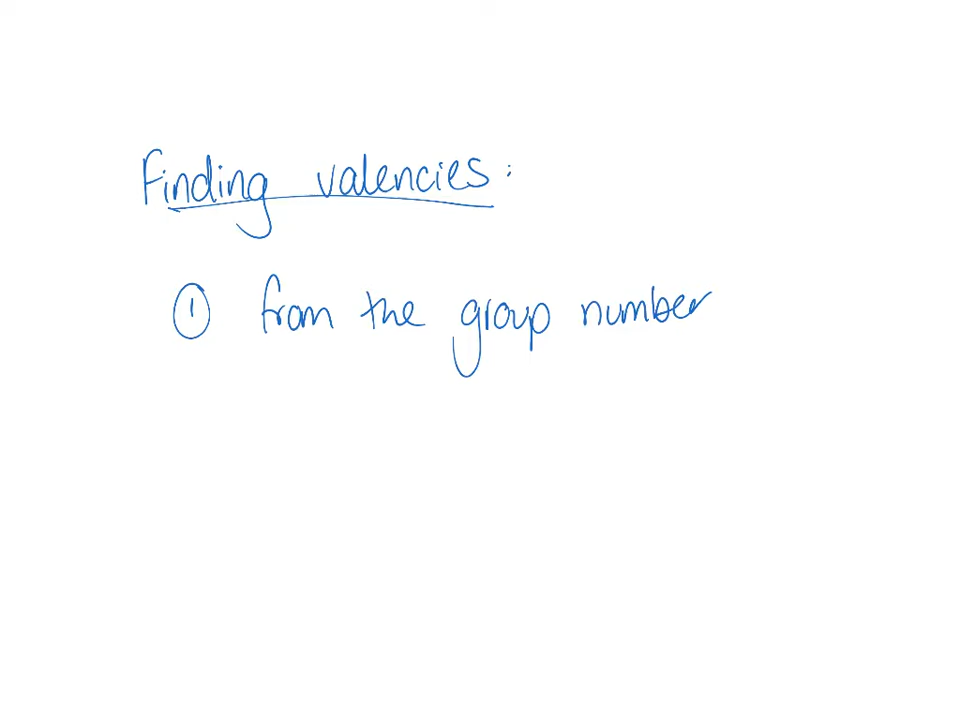 Finding valencies:
① from the group number